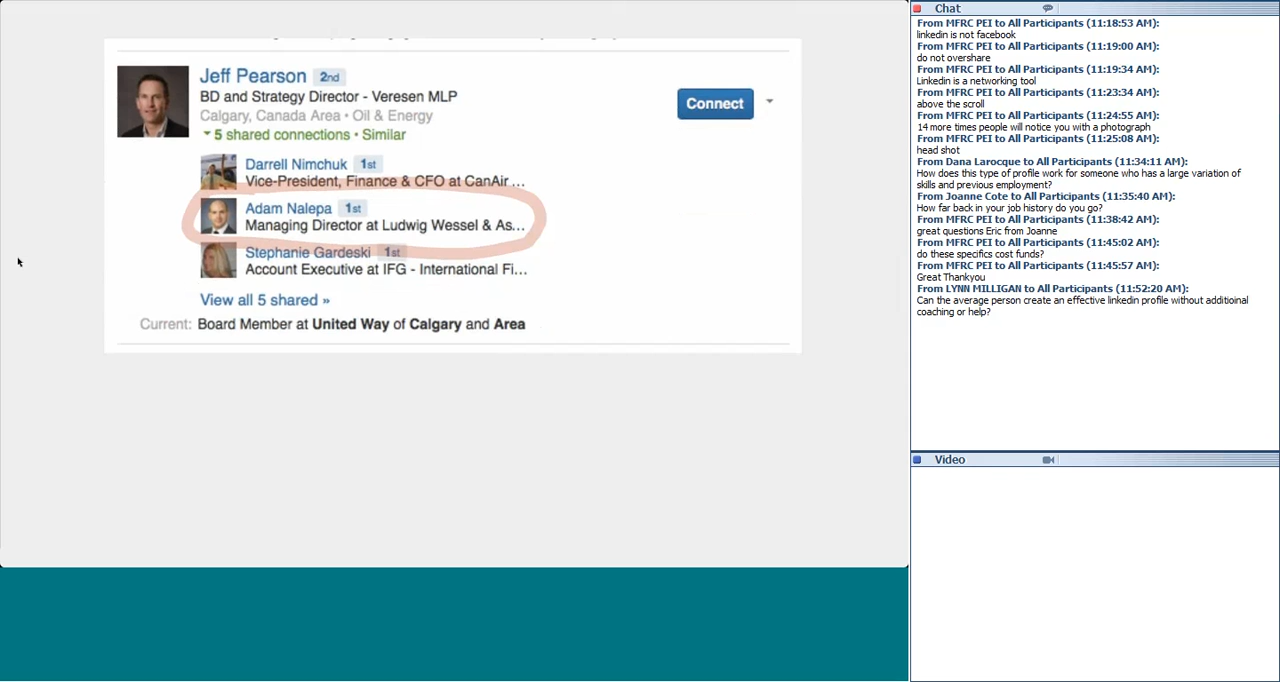 Jeff Pearson 2nd
BD and Strategy Director - Veresen MLP
Calgary, Canada Area • Oil & Energy
5 shared connections • Similar
Connect
Darrell Nimchuk 1st
Vice-President, Finance & CFO at CanAir ...
Adam Nalepa 1st
Managing Director at Ludwig Wessel & As...
Stephanie Gardeski 1st
Account Executive at IFG - International Fi...
View all 5 shared »
Current: Board Member at United Way of Calgary and Area
Chat
From MFRC PEI to All Participants (11:18:53 AM):
linkedin is not facebook
From MFRC PEI to All Participants (11:19:00 AM):
do not overshare
From MFRC PEI to All Participants (11:19:34 AM):
Linkedin is a networking tool
From MFRC PEI to All Participants (11:23:34 AM):
above the scroll
From MFRC PEI to All Participants (11:24:55 AM):
14 more times people will notice you with a photograph
From MFRC PEI to All Participants (11:25:08 AM):
head shot
From Dana Larocque to All Participants (11:34:11 AM):
How does this type of profile work for someone who has a large variation of
skills and previous employment?
From Joanne Cote to All Participants (11:35:40 AM):
How far back in your job history do you go?
From MFRC PEI to All Participants (11:38:42 AM):
great questions Eric from Joanne
From MFRC PEI to All Participants (11:45:02 AM):
do these specifics cost funds?
From MFRC PEI to All Participants (11:45:57 AM):
Great Thankyou
From LYNN MILLIGAN to All Participants (11:52:20 AM):
Can the average person create an effective linkedin profile without additioinal
coaching or help?
Video